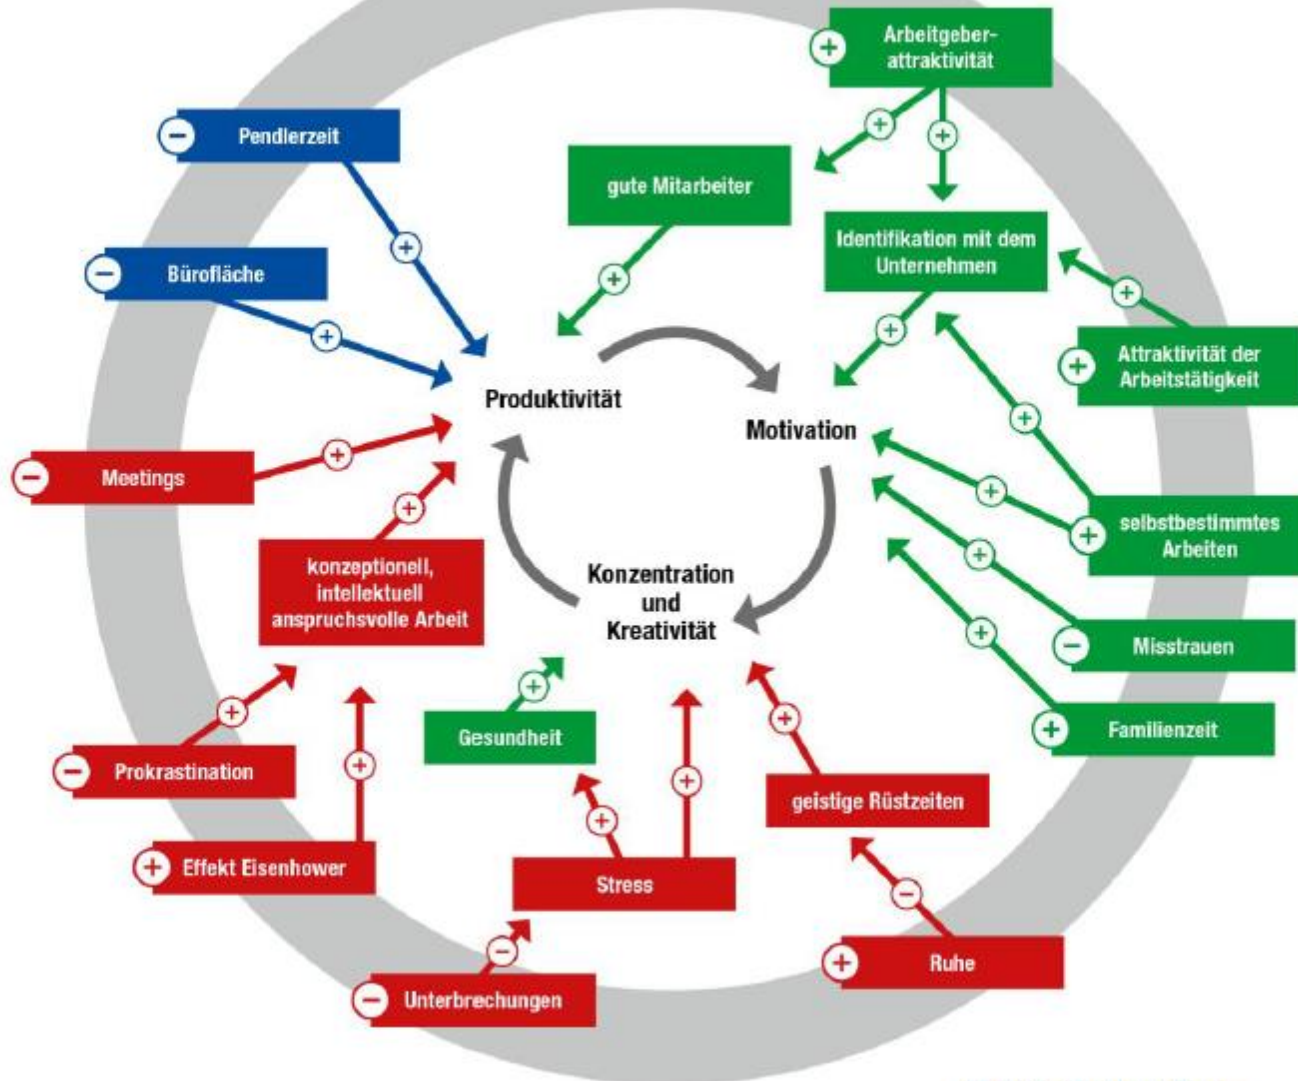 Arbeitgeber-
attraktivität
Pendlerzeit
gute Mitarbeiter
Identifikation mit dem
Unternehmen
Bürofläche
Attraktivität der
Arbeitstätigkeit
Produktivität
Motivation
Meetings
selbstbestimmtes
Arbeiten
konzeptionell,
intellektuell
anspruchsvolle Arbeit
Konzentration
und
Kreativität
Misstrauen
Gesundheit
Familienzeit
Prokrastination
geistige Rüstzeiten
Effekt Eisenhower
Stress
Ruhe
Unterbrechungen